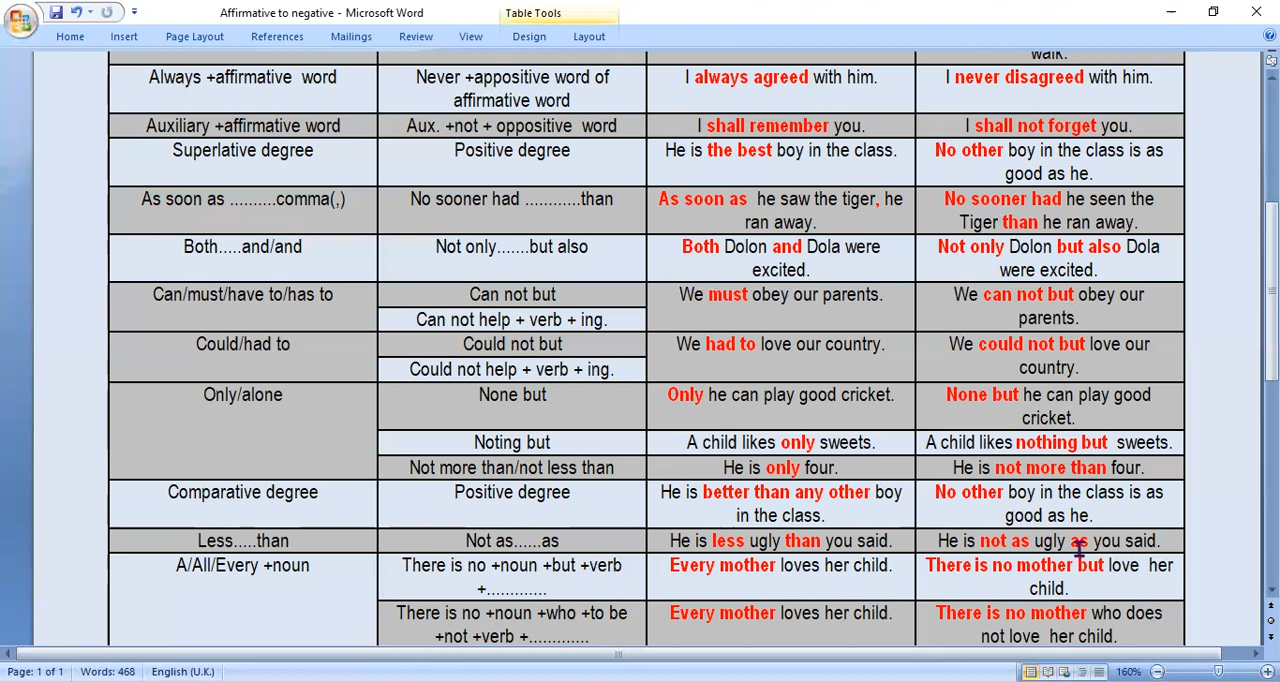 Affirmative to negative - Microsoft Word
Table Tools
Home Insert Page Layout References Mailings Review View Design Layout
walk.
Always +affirmative word
Never +appositive word of
affirmative word
I always agreed with him.
I never disagreed with him.
Auxiliary +affirmative word
Aux. +not + oppositive word
I shall remember you.
I shall not forget you.
Superlative degree
Positive degree
He is the best boy in the class.
No other boy in the class is as
good as he.
As soon as ..........comma(,)
No sooner had ............than
As soon as he saw the tiger, he
ran away.
No sooner had he seen the
Tiger than he ran away.
Both.....and/and
Not only.......but also
Both Dolon and Dola were
excited.
Not only Dolon but also Dola
were excited.
Can/must/have to/has to
Can not but
Can not help + verb + ing.
We must obey our parents.
We can not but obey our
parents.
Could/had to
Could not but
Could not help + verb + ing.
We had to love our country.
We could not but love our
country.
Only/alone
None but
Only he can play good cricket.
None but he can play good
cricket.
Noting but
A child likes only sweets.
A child likes nothing but sweets.
Not more than/not less than
He is only four.
He is not more than four.
Comparative degree
Positive degree
He is better than any other boy
in the class.
No other boy in the class is as
good as he.
Less.....than
Not as......as
He is less ugly than you said.
He is not as ugly as you said.
A/All/Every +noun
There is no +noun +but +verb
+............
Every mother loves her child.
There is no mother but love her
child.
There is no +noun +who +to be
+not +verb +............
Every mother loves her child.
There is no mother who does
not love her child.
Page: 1 of 1 Words: 468 English (U.K.) 160%